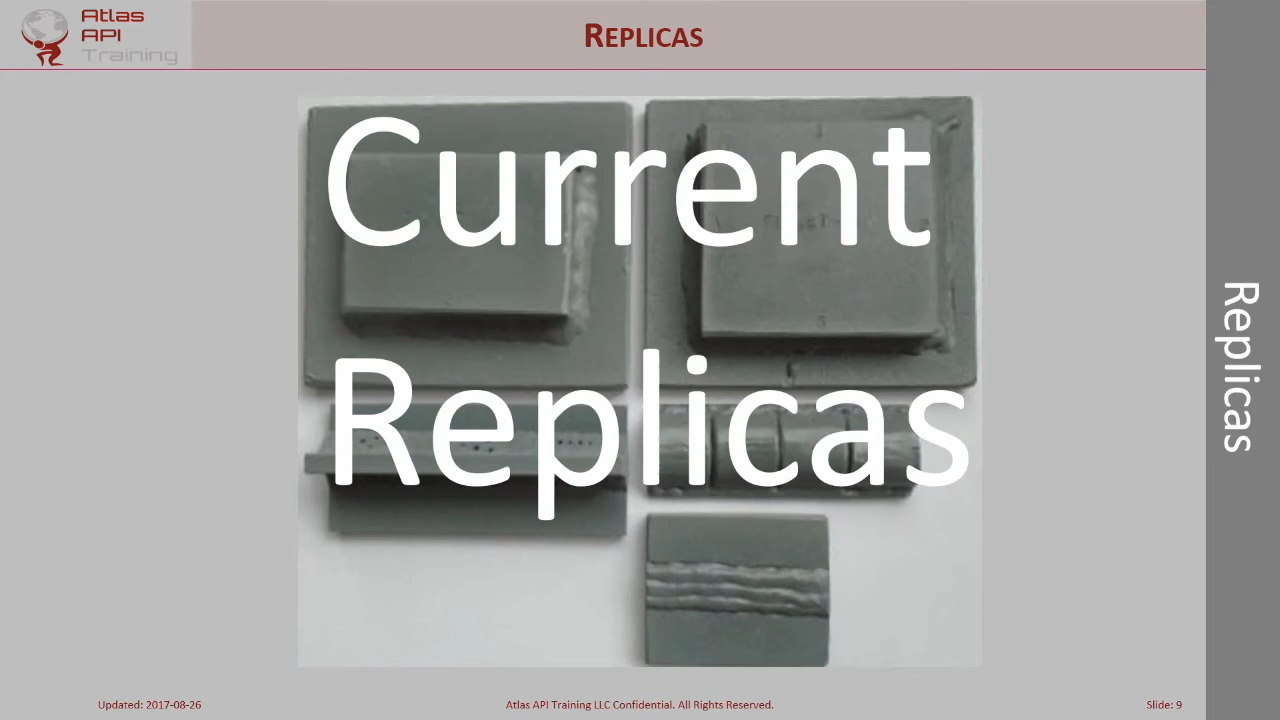 Atlas
API
Training
REPLICAS
Current
Replicas
Replicas
Updated: 2017-08-26
Atlas API Training LLC Confidential. All Rights Reserved.
Slide: 9